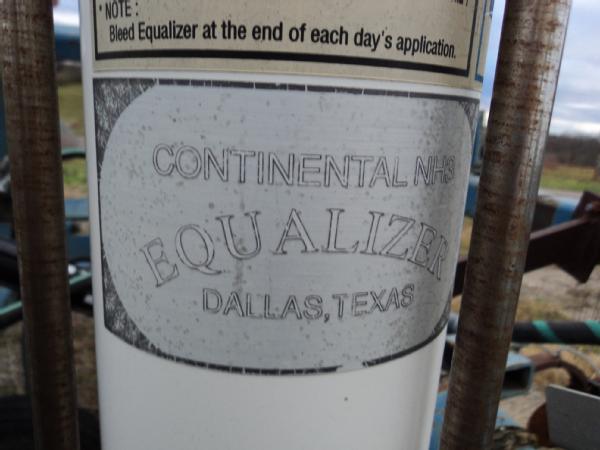 • NOTE :
Bleed Equalizer at the end of each day's application.
CONTINENTAL NH3
EQUALIZER
DALLAS, TEXAS